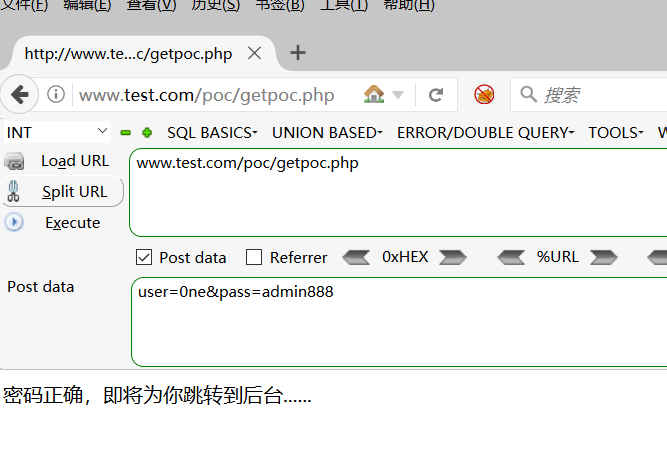 文件(F) 编辑(E) 查看(V) 历史(S) 书签(B) 工具(T) 帮助(H)
http://www.te...c/getpoc.php
www.test.com/poc/getpoc.php 搜索
INT SQL BASICS UNION BASED ERROR/DOUBLE QUERY TOOLS W
Load URL
www.test.com/poc/getpoc.php
Split URL
Execute
Post data Referrer 0xHEX %URL
Post data
user=0ne&pass=admin888
密码正确，即将为你跳转到后台......